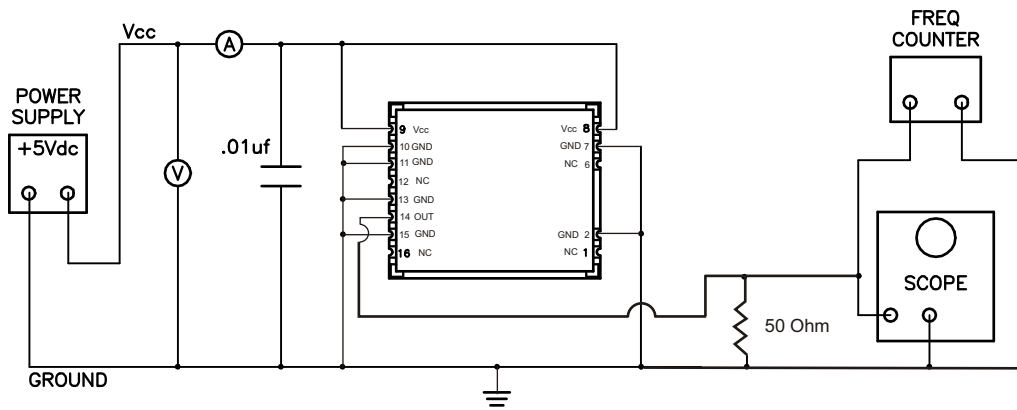 FREQ
COUNTER
Vcc
A
POWER
SUPPLY
+5Vdc
V
.01uf
9 Vcc
10 GND
11 GND
12 NC
13 GND
14 OUT
15 GND
16 NC
Vcc 8
GND 7
NC 6
GND 2
NC 1
SCOPE
50 Ohm
GROUND